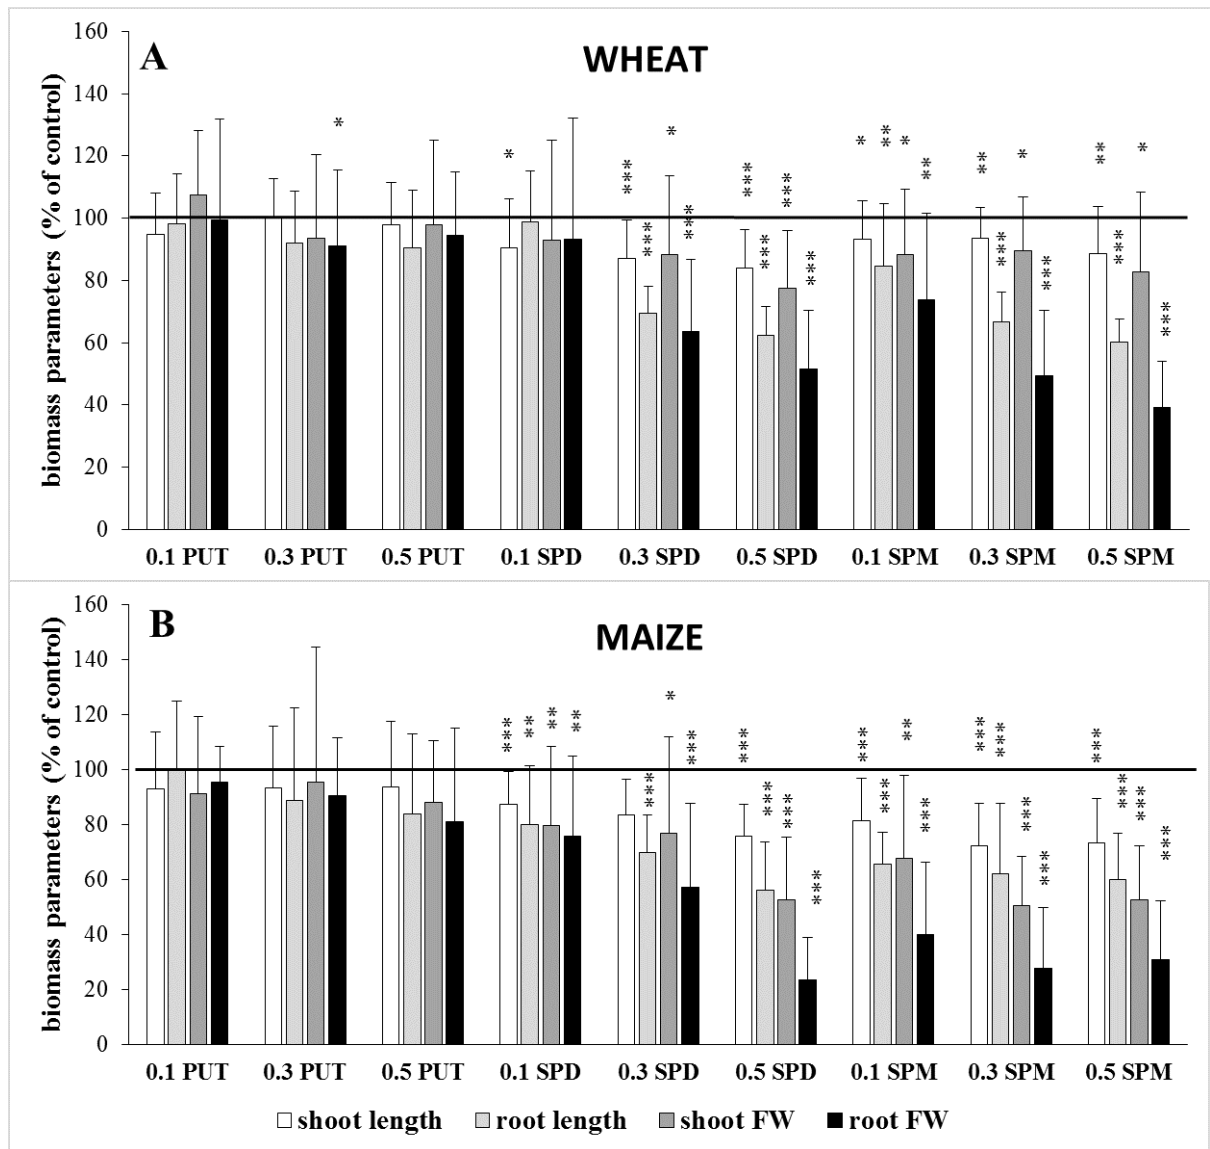 A
WHEAT
biomass parameters (% of control)
160
140
120
100
80
60
40
20
0
* * * * ** * ** ** * ** *
*** *** *** *** *** *** *** *** *** *** ***
0.1 PUT 0.3 PUT 0.5 PUT 0.1 SPD 0.3 SPD 0.5 SPD 0.1 SPM 0.3 SPM 0.5 SPM
B
MAIZE
biomass parameters (% of control)
160
140
120
100
80
60
40
20
0
*** ** ** ** *** * *** *** *** *** *** *** *** ** *** *** *** *** *** *** *** *** ***
0.1 PUT 0.3 PUT 0.5 PUT 0.1 SPD 0.3 SPD 0.5 SPD 0.1 SPM 0.3 SPM 0.5 SPM
shoot length root length shoot FW root FW